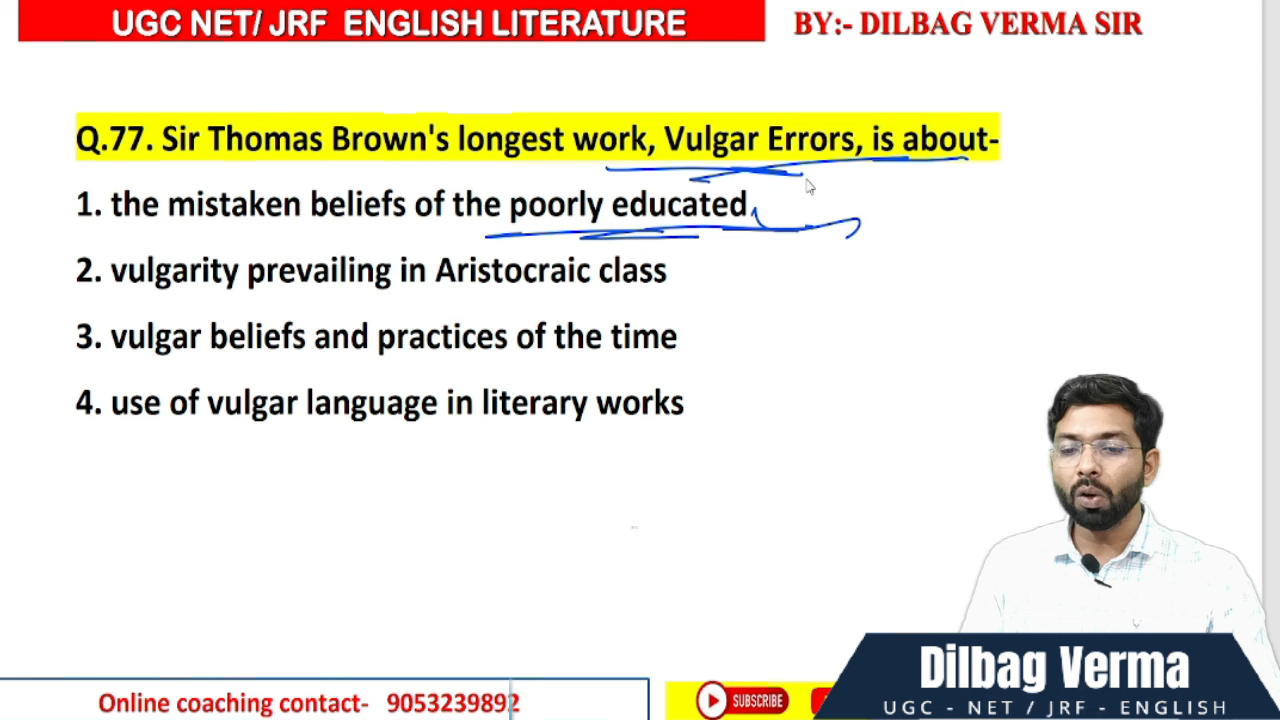 UGC NET/ JRF ENGLISH LITERATURE
BY:- DILBAG VERMA SIR
Q.77. Sir Thomas Brown's longest work, Vulgar Errors, is about-
1. the mistaken beliefs of the poorly educated
2. vulgarity prevailing in Aristocraic class
3. vulgar beliefs and practices of the time
4. use of vulgar language in literary works
Dilbag Verma
UGC - NET / JRF - ENGLISH
Online coaching contact- 9053239892
SUBSCRIBE